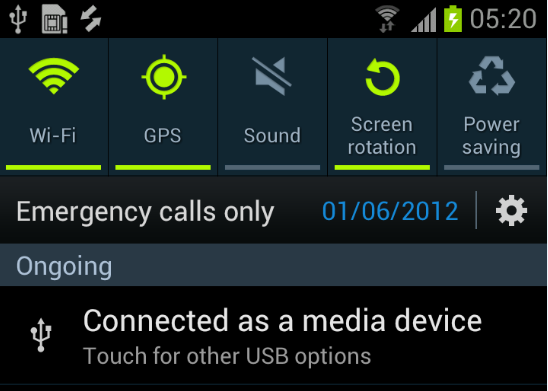 05:20
Wi-Fi
GPS
Sound
Screen
rotation
Power
saving
Emergency calls only 01/06/2012
Ongoing
Connected as a media device
Touch for other USB options